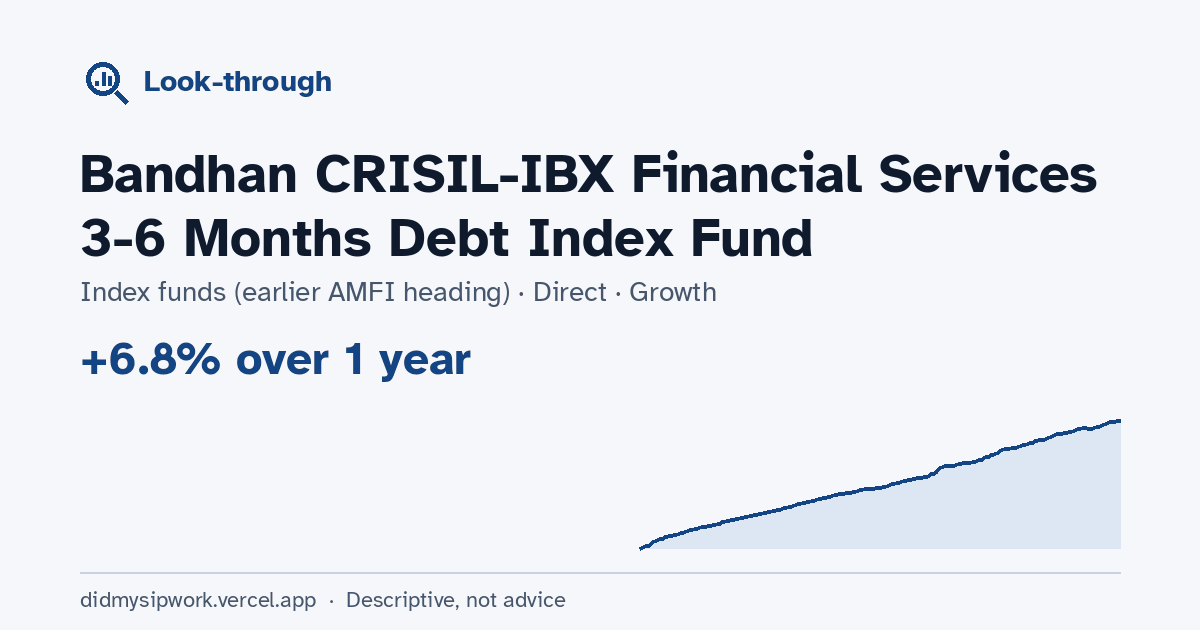 Look-through
Bandhan CRISIL-IBX Financial Services
3-6 Months Debt Index Fund
Index funds (earlier AMFI heading) · Direct · Growth
+6.8% over 1 year
didmysipwork.vercel.app · Descriptive, not advice